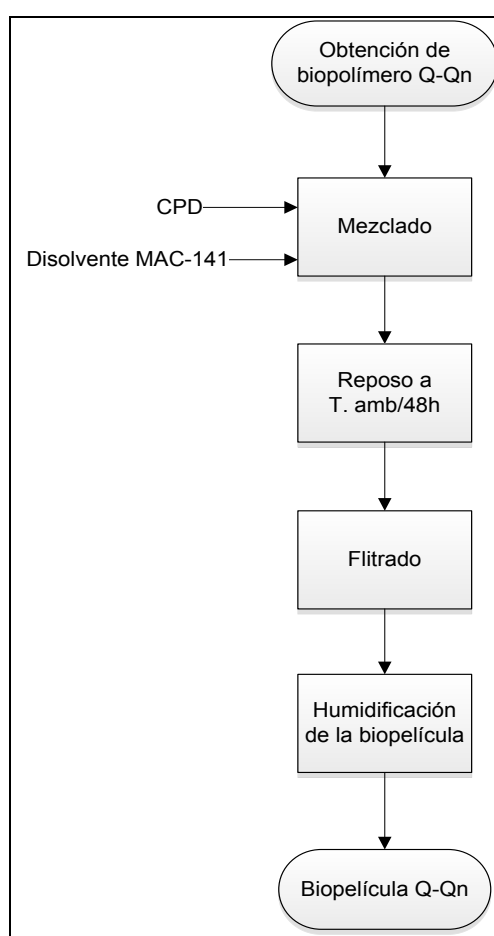 Obtención de
biopolímero Q-Qn
CPD
Disolvente MAC-141
Mezclado
Reposo a
T. amb/48h
Flitrado
Humidificación
de la biopelícula
Biopelícula Q-Qn